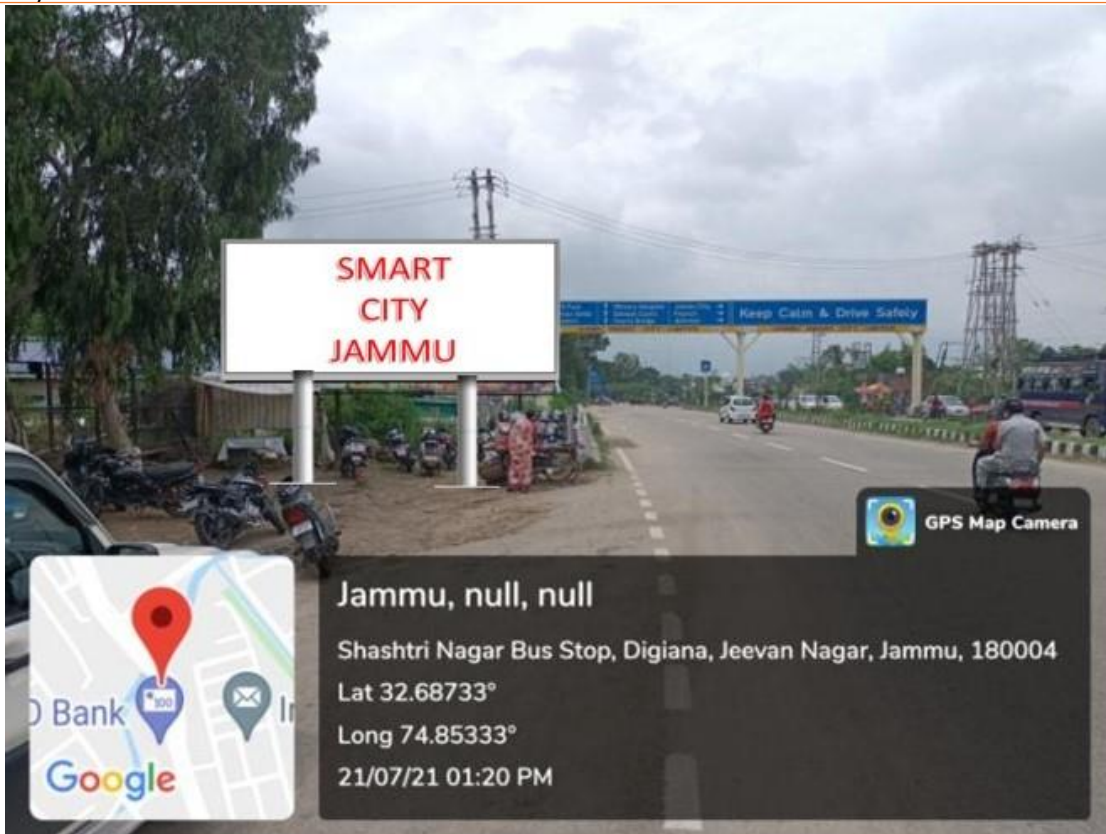 SMART
CITY
JAMMU
Keep Calm & Drive Safely
GPS Map Camera
Jammu, null, null
Shashtri Nagar Bus Stop, Digiana, Jeevan Nagar, Jammu, 180004
Lat 32.68733°
Long 74.85333°
21/07/21 01:20 PM
Bank
100
Google